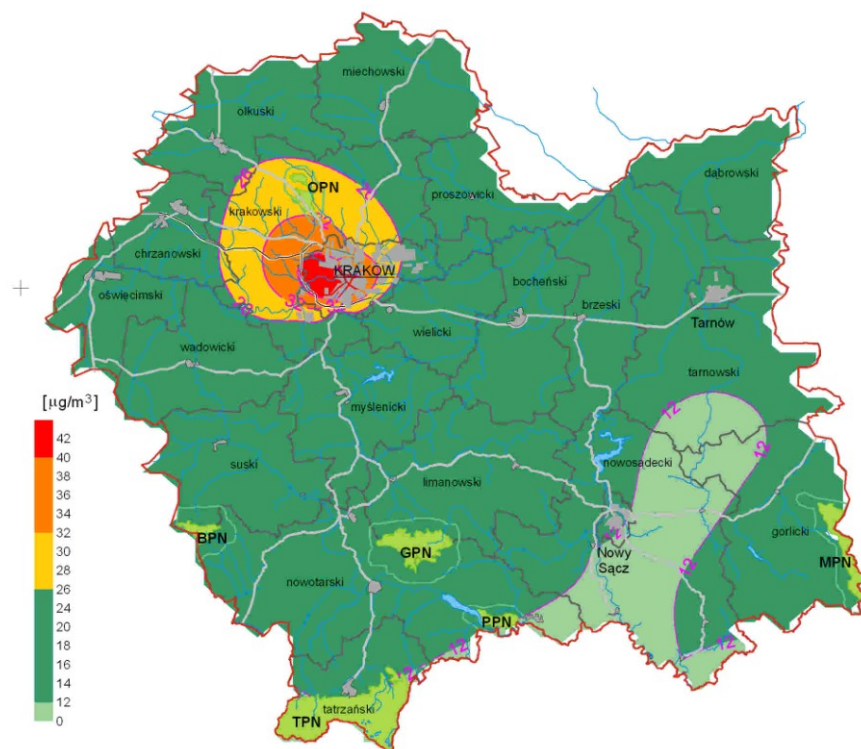 miechowski
olkuski
dąbrowski
OPN
proszowicki
krakowski
KRAKOW
chrzanowski
bocheński
oświęcimski
brzeski
Tarnów
wielicki
wadowicki
tarnowski
[µg/m³]
myślenicki
12
12
42
40
38
nowosądecki
suski
limanowski
36
34
32
gorlicki
30
BPN
GPN
28
Nowy
Sącz
MPN
26
nowotarski
12
24
22
20
18
PPN
16
14
12
12
12
0
TPN
tatrzański